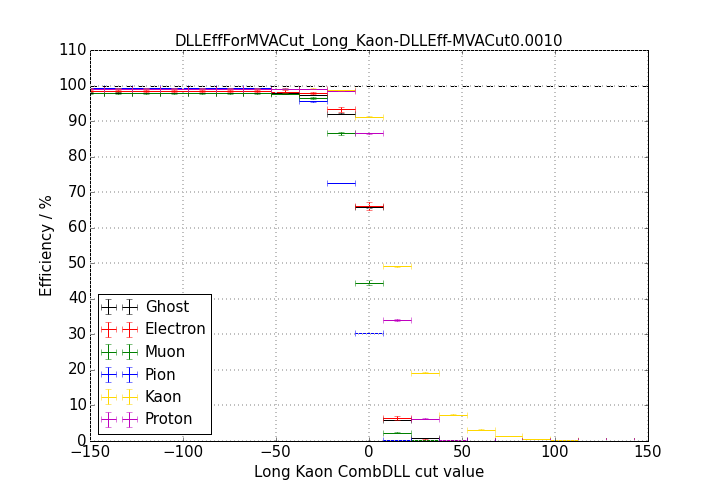 DLLEffForMVACut_Long_Kaon-DLLEff-MVACut0.0010
110
100
90
80
70
60
50
40
30
20
10
0
Efficiency / %
Ghost
Electron
Muon
Pion
Kaon
Proton
−150 −100 −50 0 50 100 150
Long Kaon CombDLL cut value